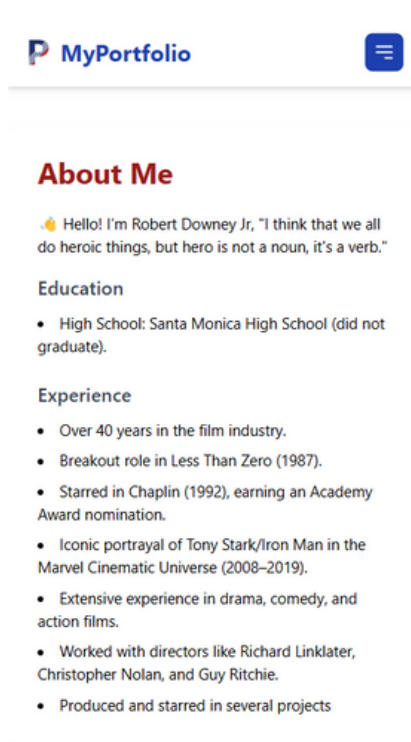 MyPortfolio
About Me
👋 Hello! I'm Robert Downey Jr, "I think that we all
do heroic things, but hero is not a noun, it's a verb."
Education
• High School: Santa Monica High School (did not
graduate).
Experience
• Over 40 years in the film industry.
• Breakout role in Less Than Zero (1987).
• Starred in Chaplin (1992), earning an Academy
Award nomination.
• Iconic portrayal of Tony Stark/Iron Man in the
Marvel Cinematic Universe (2008–2019).
• Extensive experience in drama, comedy, and
action films.
• Worked with directors like Richard Linklater,
Christopher Nolan, and Guy Ritchie.
• Produced and starred in several projects